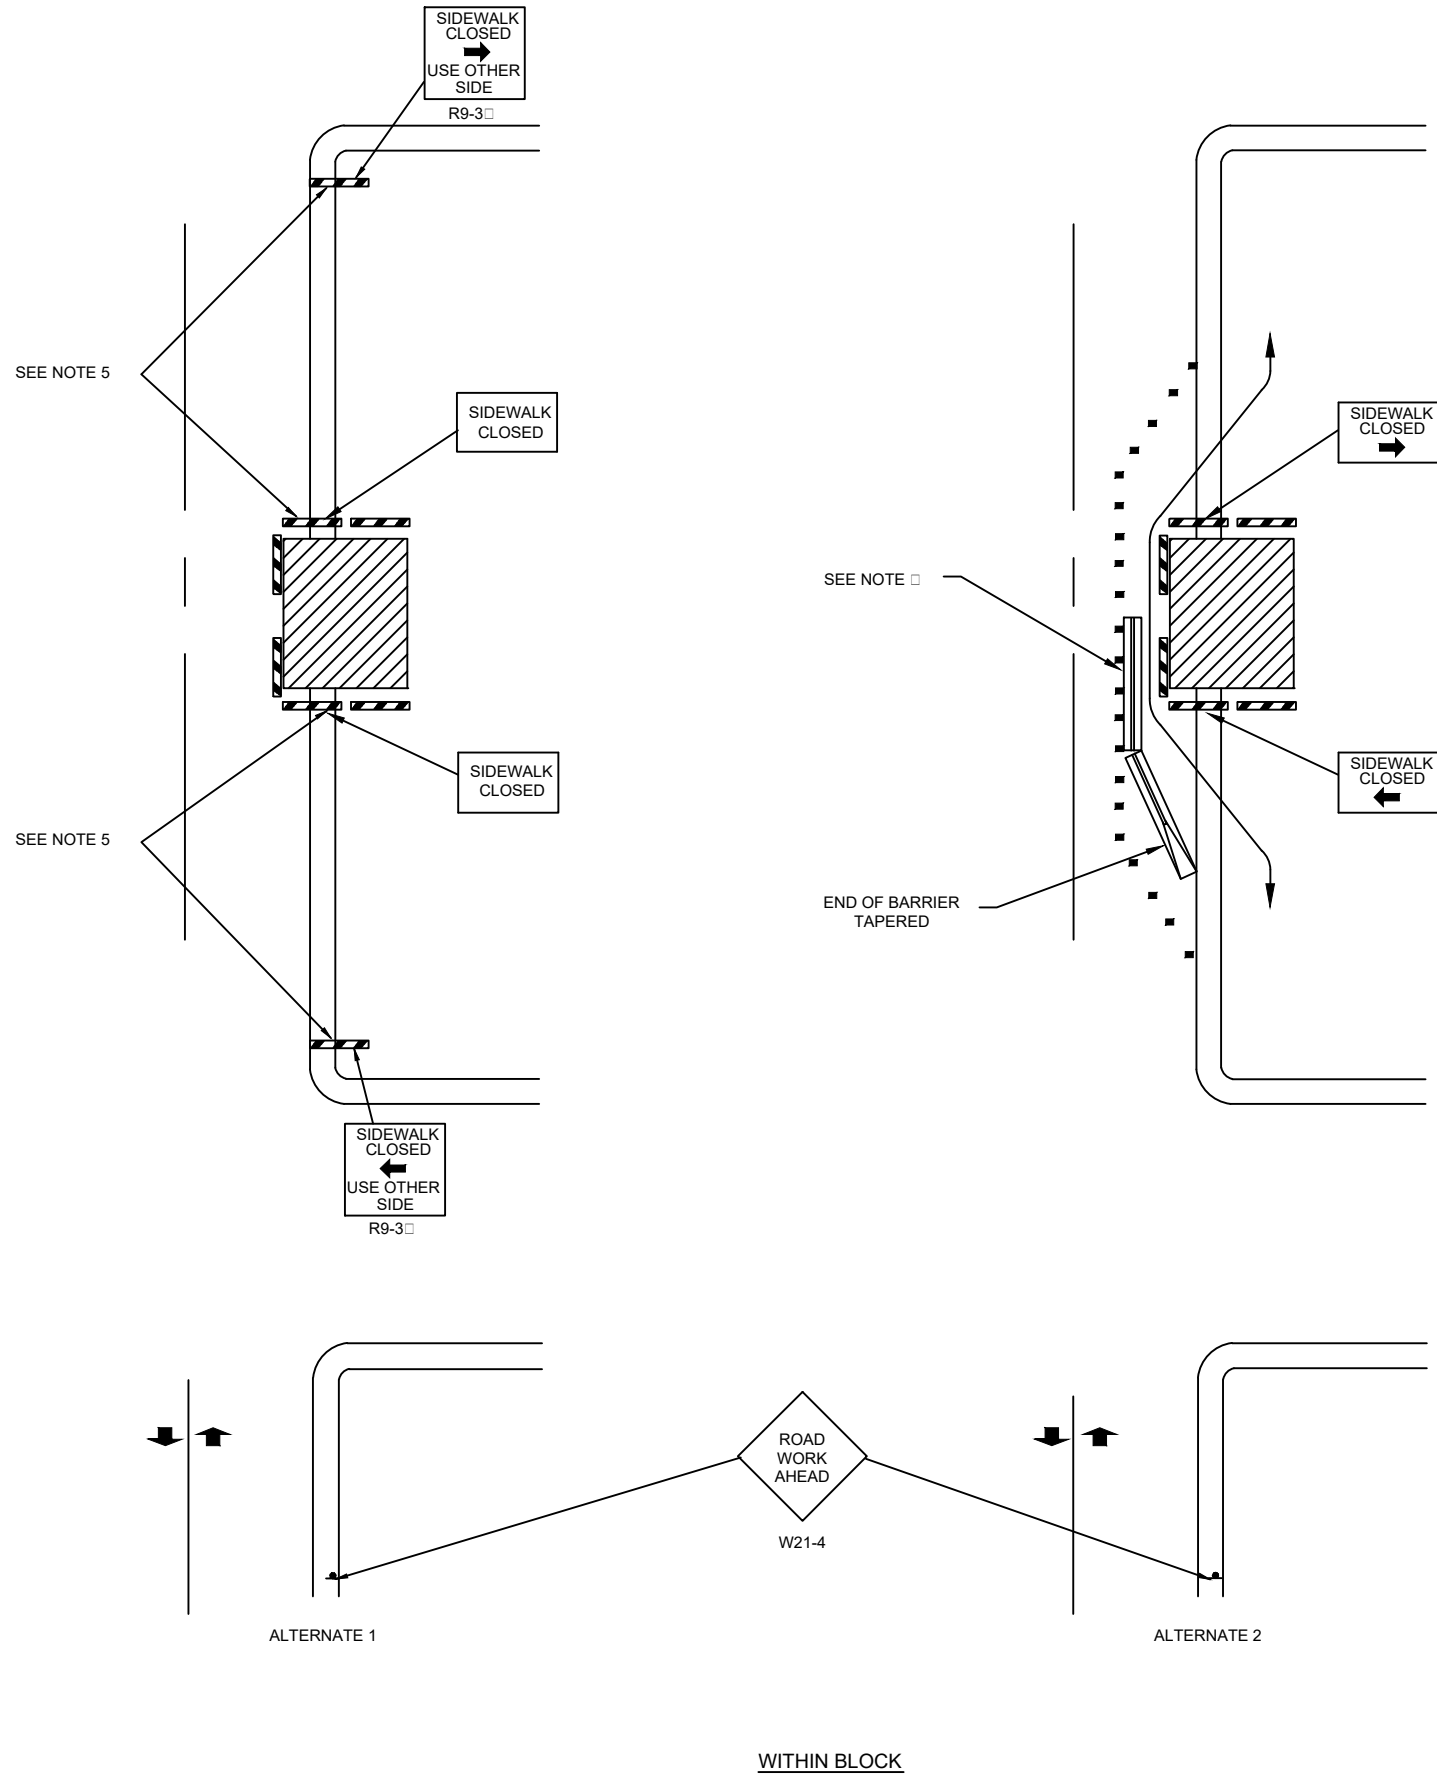 SIDEWALK
CLOSED
USE OTHER
SIDE
R9-3□
SEE NOTE 5
SIDEWALK
CLOSED
SIDEWALK
CLOSED
SEE NOTE □
SIDEWALK
CLOSED
SIDEWALK
CLOSED
SEE NOTE 5
END OF BARRIER
TAPERED
SIDEWALK
CLOSED
USE OTHER
SIDE
R9-3□
ROAD
WORK
AHEAD
W21-4
ALTERNATE 1
ALTERNATE 2
WITHIN BLOCK